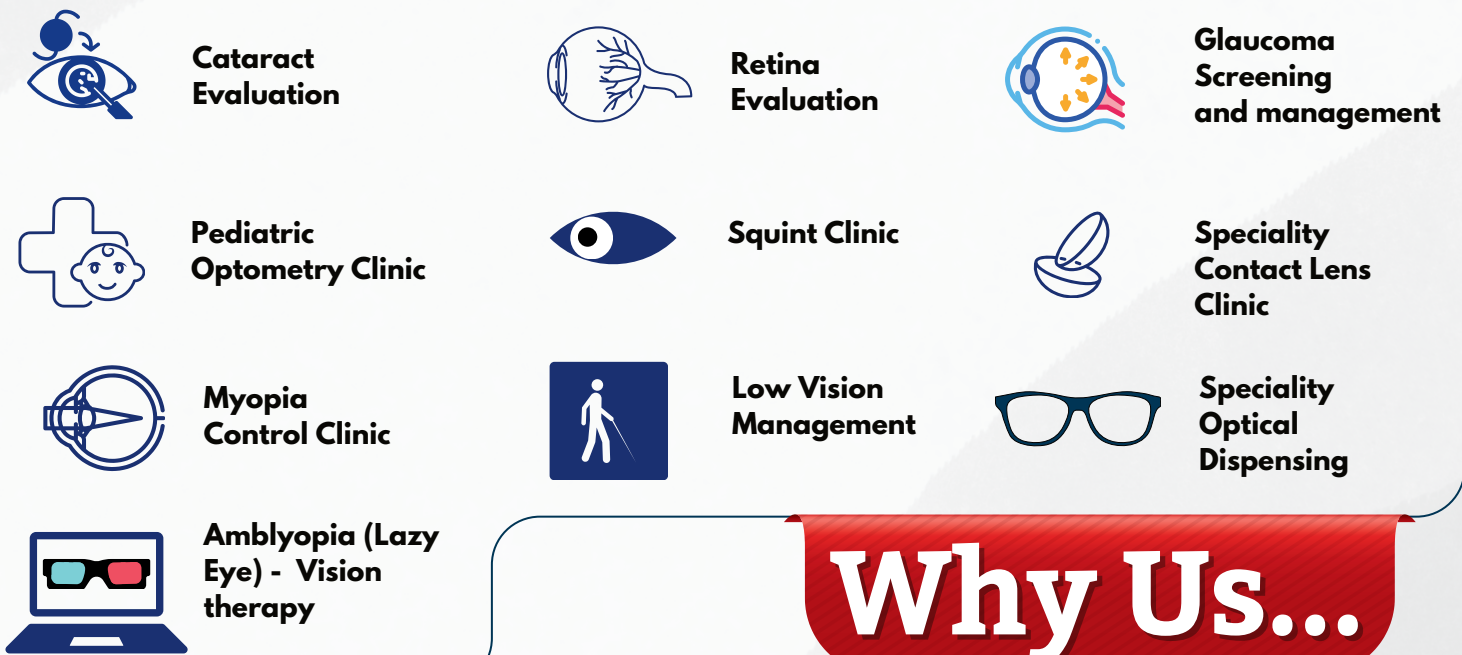 Cataract
Evaluation
Retina
Evaluation
Glaucoma
Screening
and management
Pediatric
Optometry Clinic
Squint Clinic
Speciality
Contact Lens
Clinic
Myopia
Control Clinic
Low Vision
Management
Speciality
Optical
Dispensing
Amblyopia (Lazy
Eye) - Vision
therapy
Why Us...